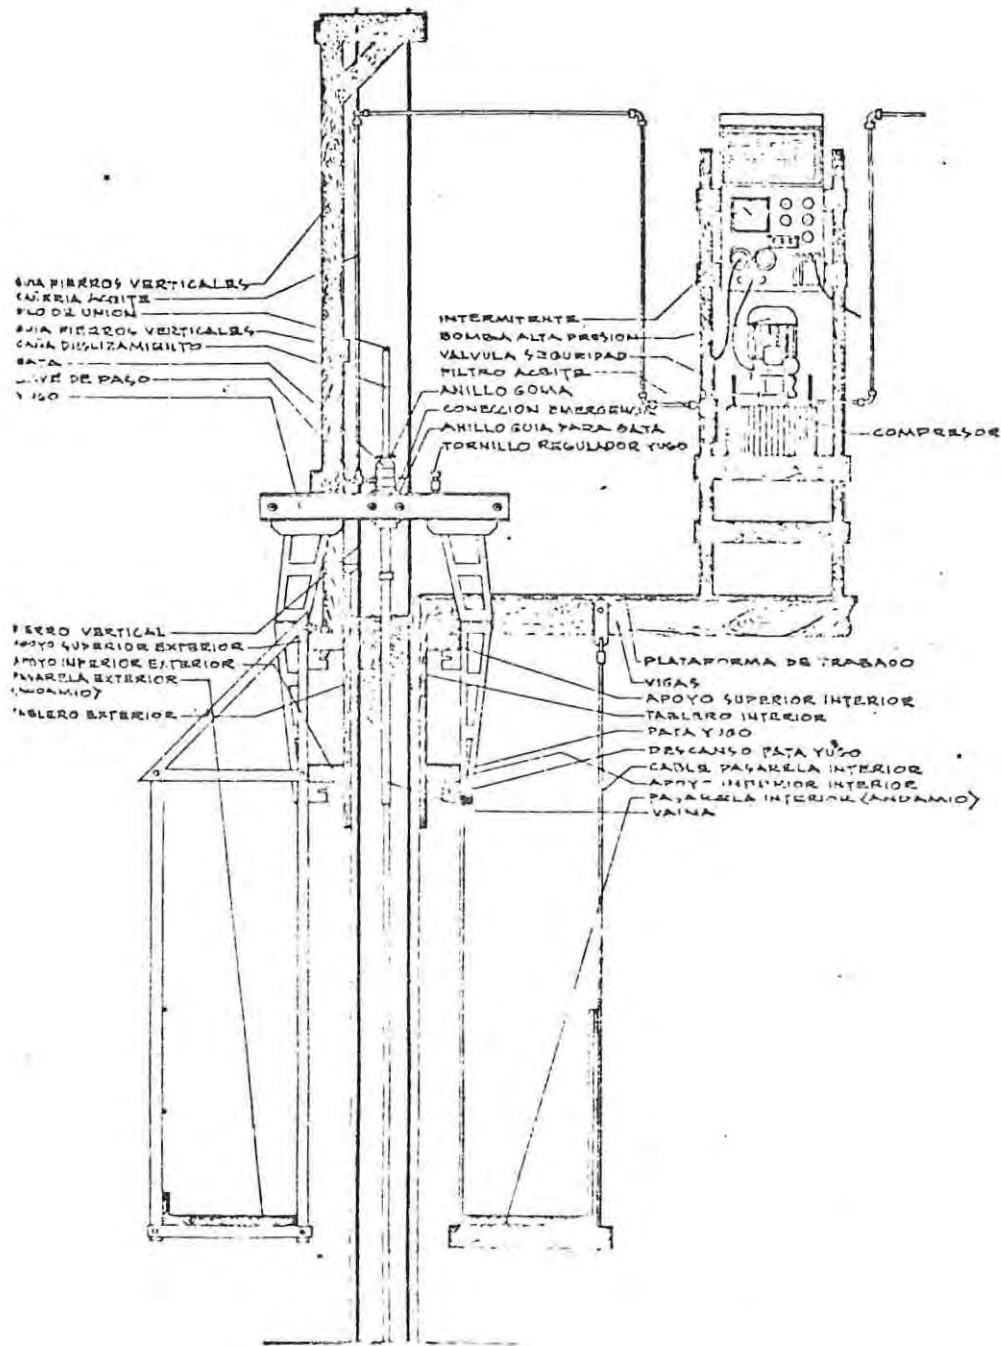 GUIA FIERROS VERTICALES
CAÑERIA ACEITE
DE UNION
GUIA FIERROS VERTICALES
CAÑA DESLIZAMIENTO
GATA
LLAVE DE PASO
YUGO
INTERMITENTE
BOMBA ALTA PRESION
VALVULA SEGURIDAD
FILTRO ACEITE
ANILLO GOMA
CONECCION EMERGENCIA
ANILLO GUIA PARA GATA
TORNILLO REGULADOR YUGO
COMPRESOR
FIERRO VERTICAL
APOYO SUPERIOR EXTERIOR
APOYO INFERIOR EXTERIOR
PASARELA EXTERIOR
(ANDAMIO)
TABLERO EXTERIOR
PLATAFORMA DE TRABAJO
VIGAS
APOYO SUPERIOR INTERIOR
TABLERO INTERIOR
PATA YUGO
DESCANSO PATA YUGO
CABLE PASARELA INTERIOR
APOYO INFERIOR INTERIOR
PASARELA INTERIOR (ANDAMIO)
VAINA